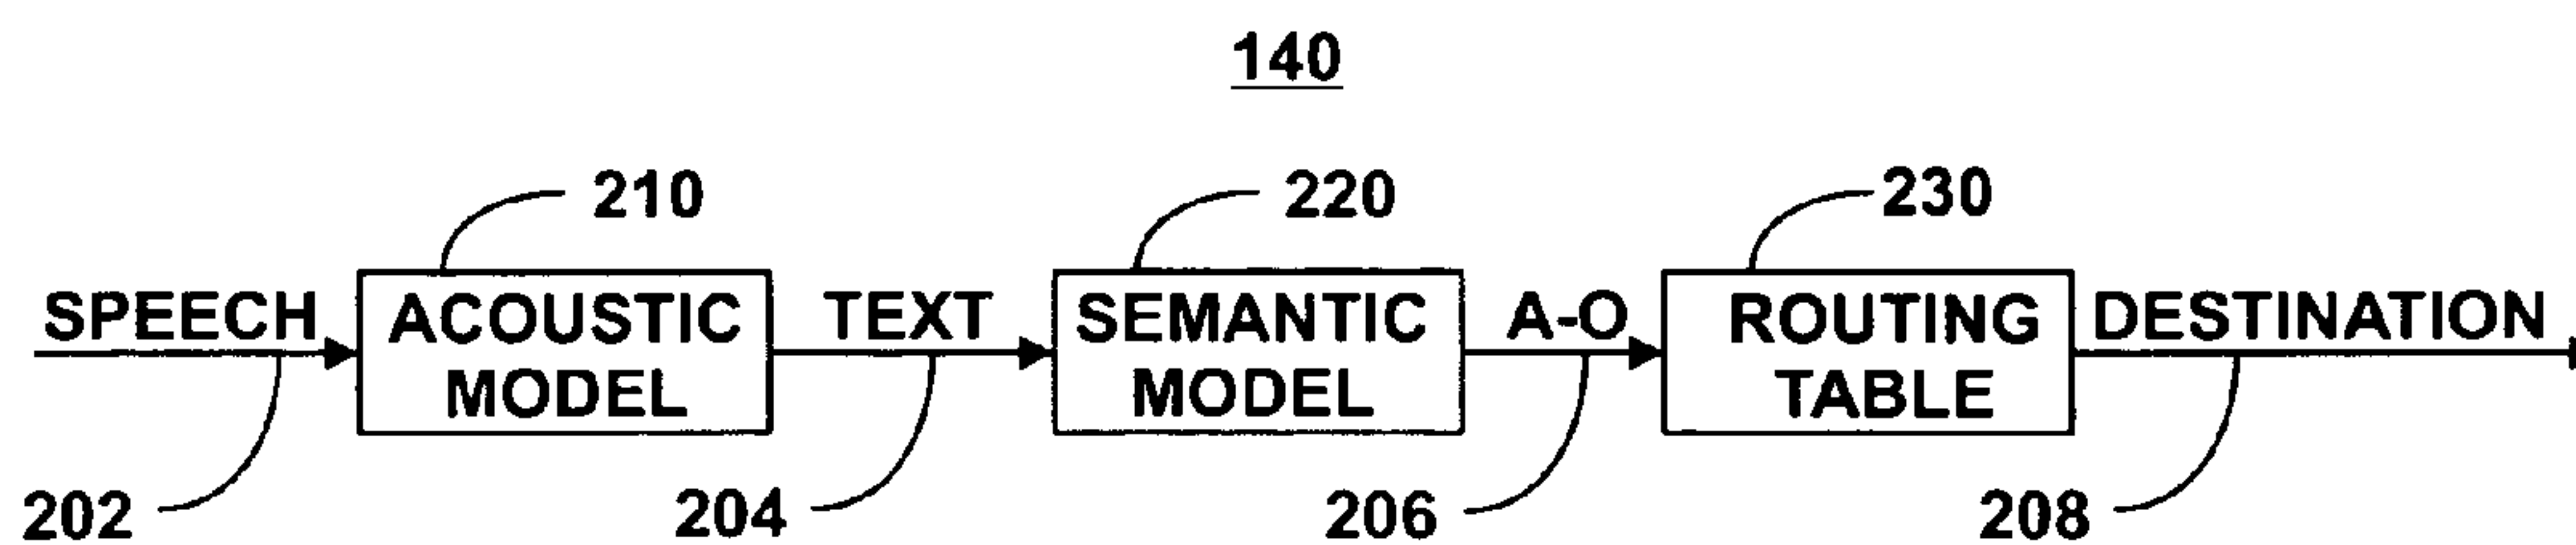 140
210
220
230
SPEECH
ACOUSTIC
MODEL
TEXT
SEMANTIC
MODEL
A-O
ROUTING
TABLE
DESTINATION
202
204
206
208